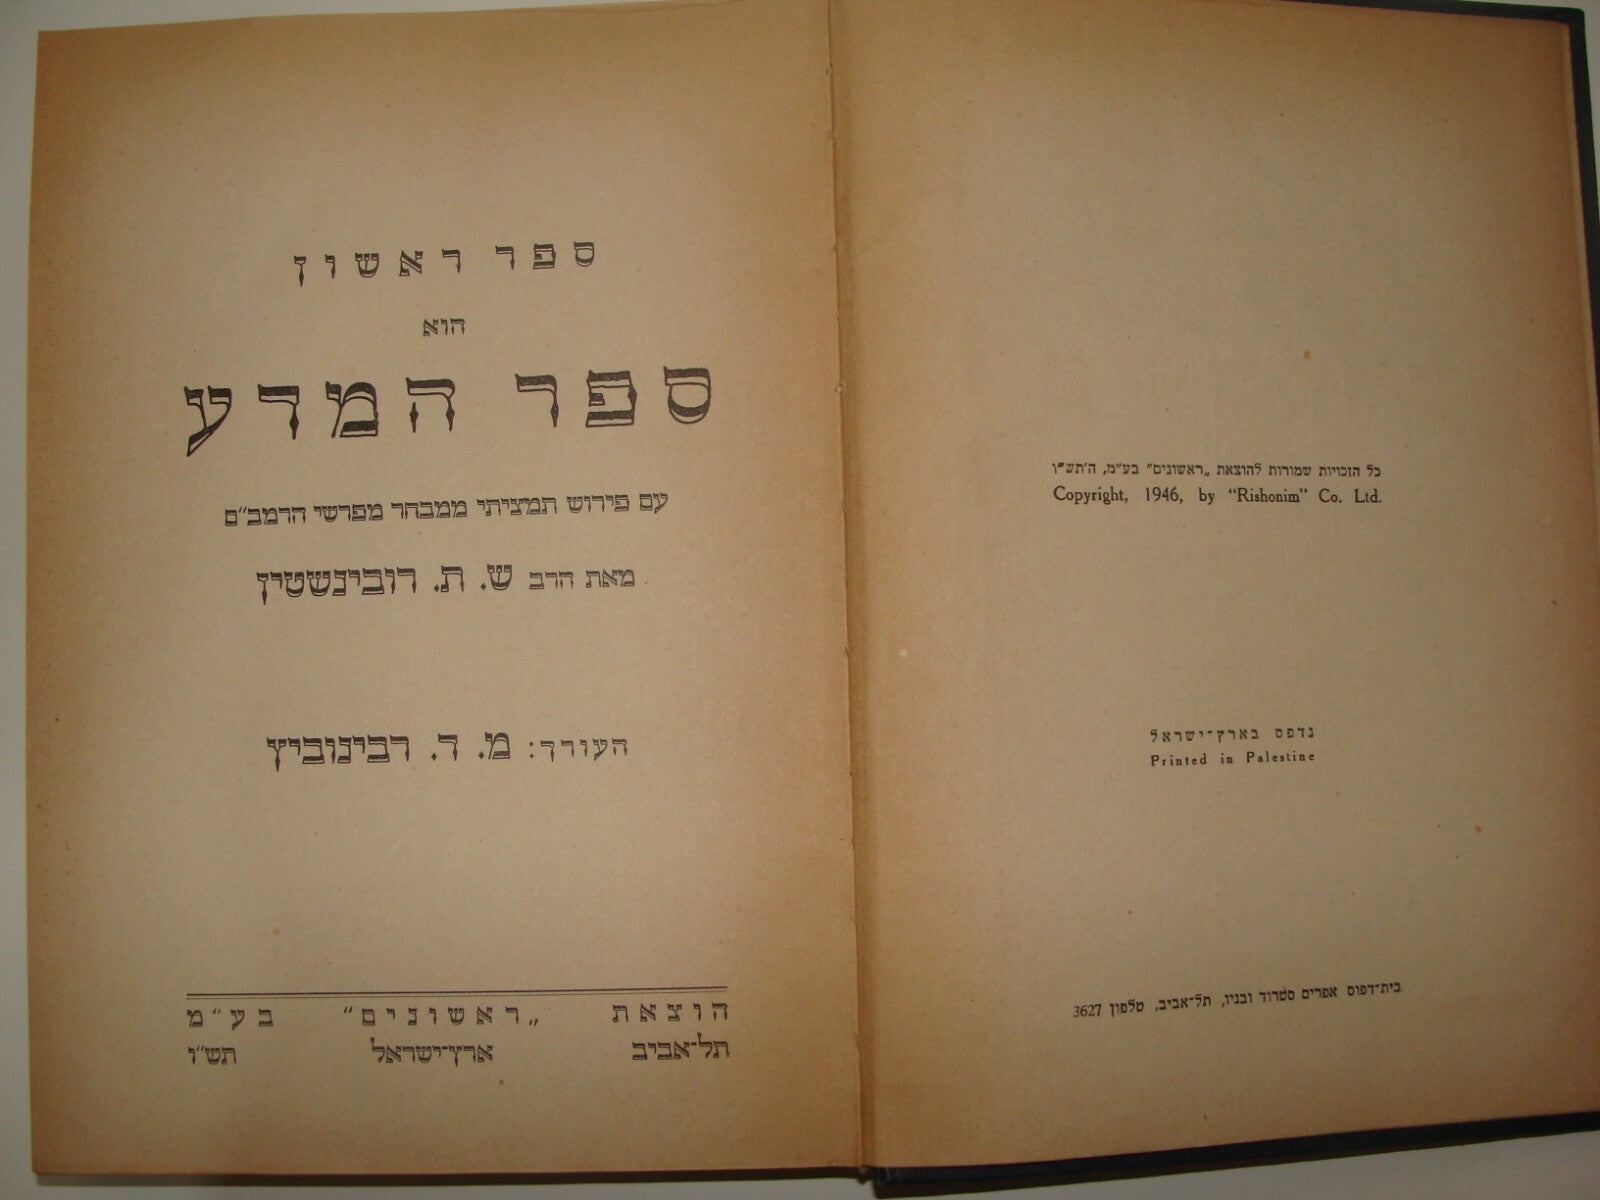 כל הזכויות שמורות להוצאת „ראשונים" בע"מ, ה'תש"ו
Copyright, 1946, by "Rishonim" Co. Ltd.
נדפס בארץ־ישראל
Printed in Palestine
בית־דפוס אפרים סטרוד ובניו, תל־אביב, טלפון 3627
ספר ראשון
הוא
ספר המדע
עם פירוש תמציתי ממבחר מפרשי הרמב"ם
מאת הרב ש. ת. רובינשטין
העורך: מ. ד. רבינוביץ
הוצאת „ראשונים" בע"מ
תל־אביב ארץ־ישראל תש"ו